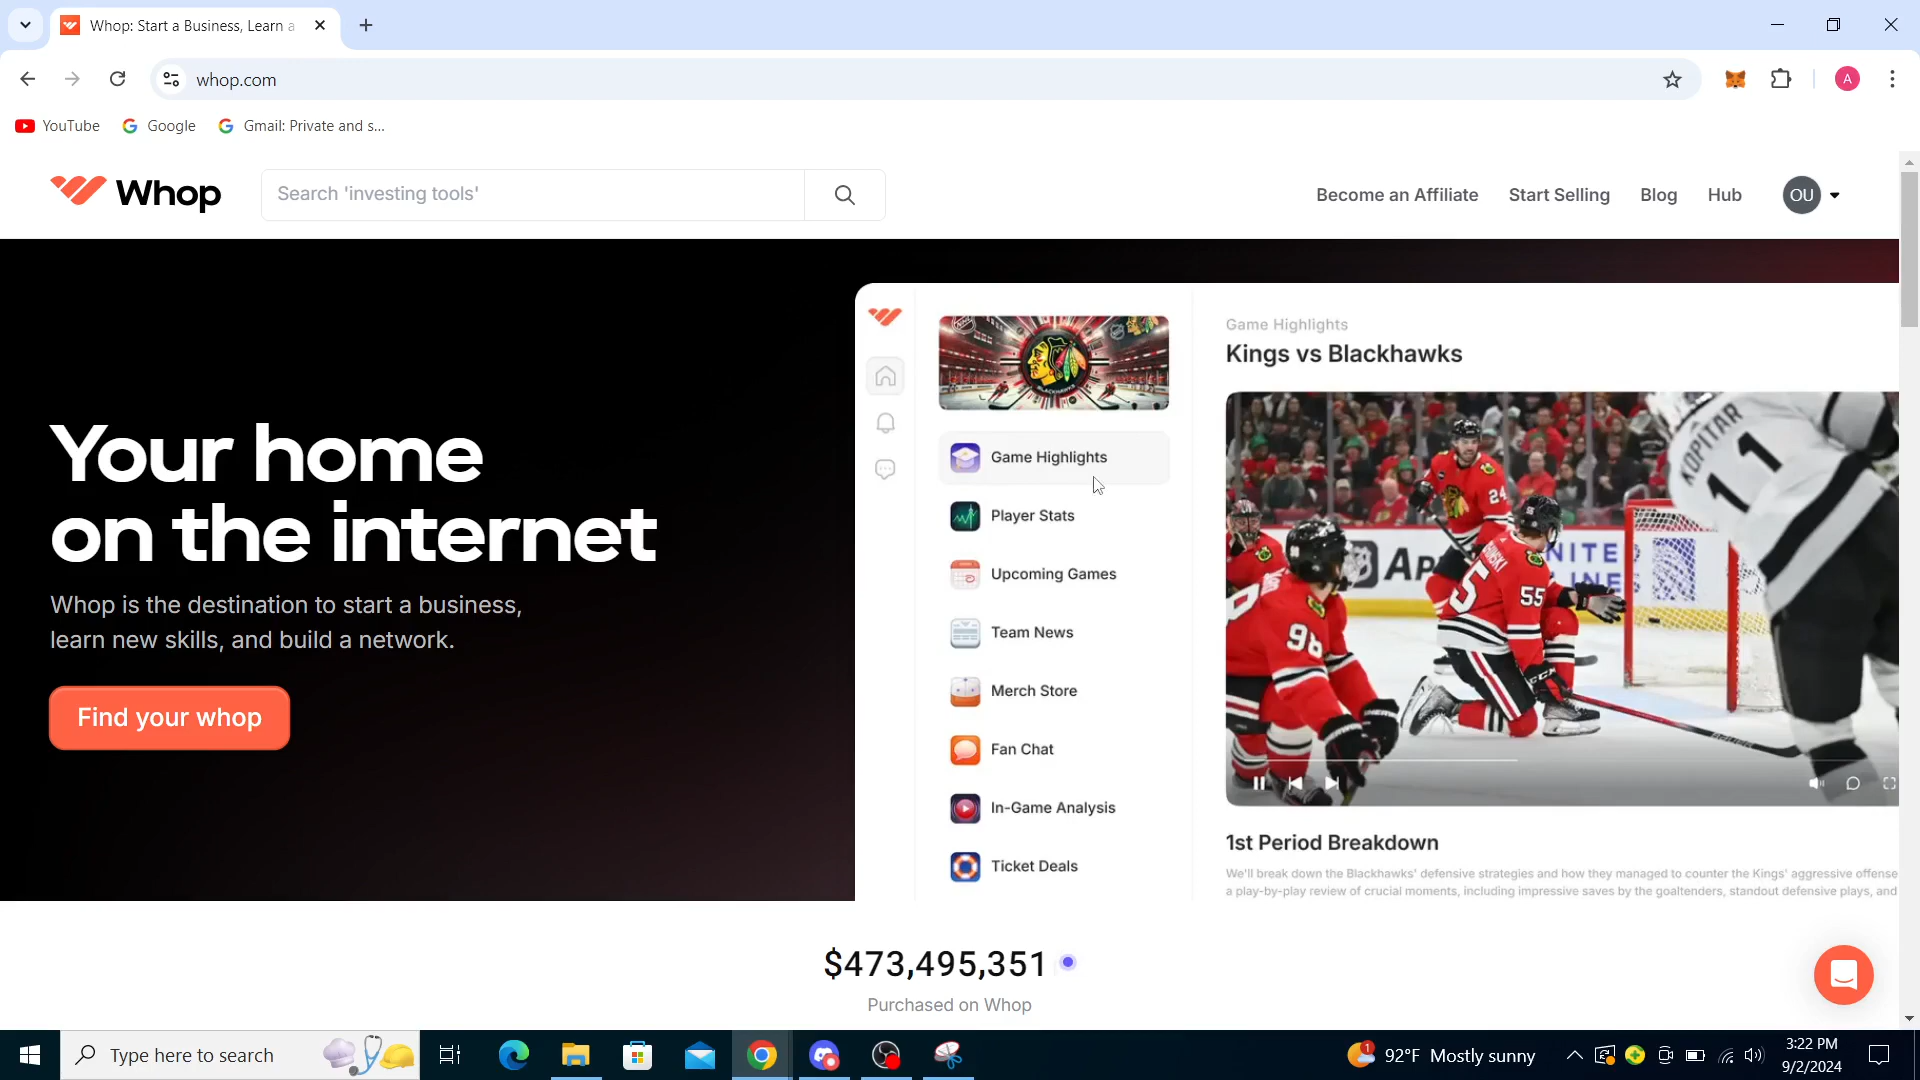 Whop: Start a Business, Learn a
whop.com
A
YouTube
Google
Gmail: Private and s...
Whop
Search 'investing tools'
Become an Affiliate
Start Selling
Blog
Hub
OU
Your home
on the internet
Whop is the destination to start a business,
learn new skills, and build a network.
Find your whop
Game Highlights
Player Stats
Upcoming Games
Team News
Merch Store
Fan Chat
In-Game Analysis
Ticket Deals
Game Highlights
Kings vs Blackhawks
KOPITAR
11
24
55
98
1st Period Breakdown
We'll break down the Blackhawks' defensive strategies and how they managed to counter the Kings' aggressive offense
a play-by-play review of crucial moments, including impressive saves by the goaltenders, standout defensive plays, and
$473,495,351
Purchased on Whop
Type here to search
1
92°F Mostly sunny
3:22 PM
9/2/2024